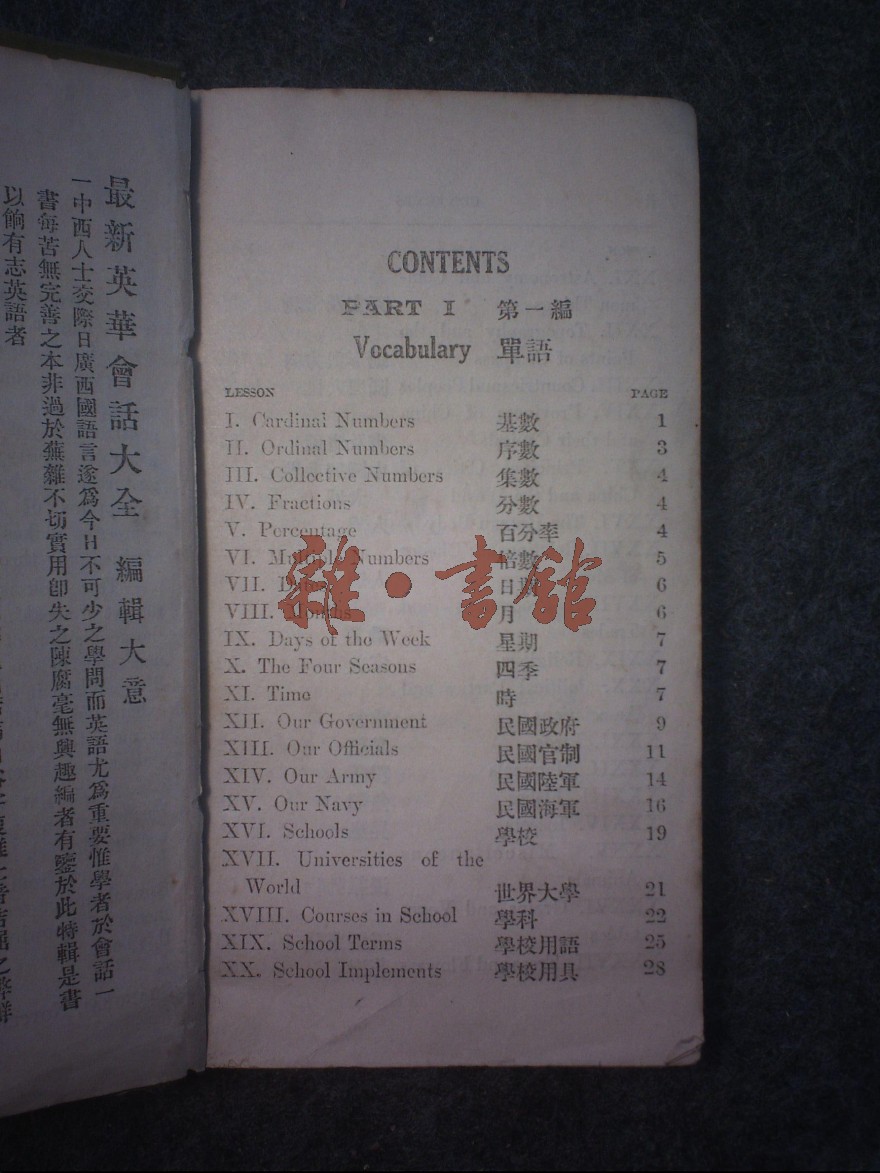 最新英華會話大全 編輯大意
一中西人士交際日廣西國語言遂爲今日不可少之學問而英語尤爲重要惟學者於會話一
書每苦無完善之本非過於蕪雜不切實用卽失之陳腐毫無興趣編者有鑒於此特輯是書
以餉有志英語者
CONTENTS
PART I 第一編
Vocabulary 單語
LESSON PAGE
I. Cardinal Numbers 基數 1
II. Ordinal Numbers 序數 3
III. Collective Numbers 集數 4
IV. Fractions 分數 4
V. Percentage 百分率 4
VI. Multiple Numbers 倍數 5
VII. Dates 日期 6
VIII. Months 月 6
IX. Days of the Week 星期 7
X. The Four Seasons 四季 7
XI. Time 時 7
XII. Our Government 民國政府 9
XIII. Our Officials 民國官制 11
XIV. Our Army 民國陸軍 14
XV. Our Navy 民國海軍 16
XVI. Schools 學校 19
XVII. Universities of the
World 世界大學 21
XVIII. Courses in School 學科 22
XIX. School Terms 學校用語 25
XX. School Implements 學校用具 28
雜·書館